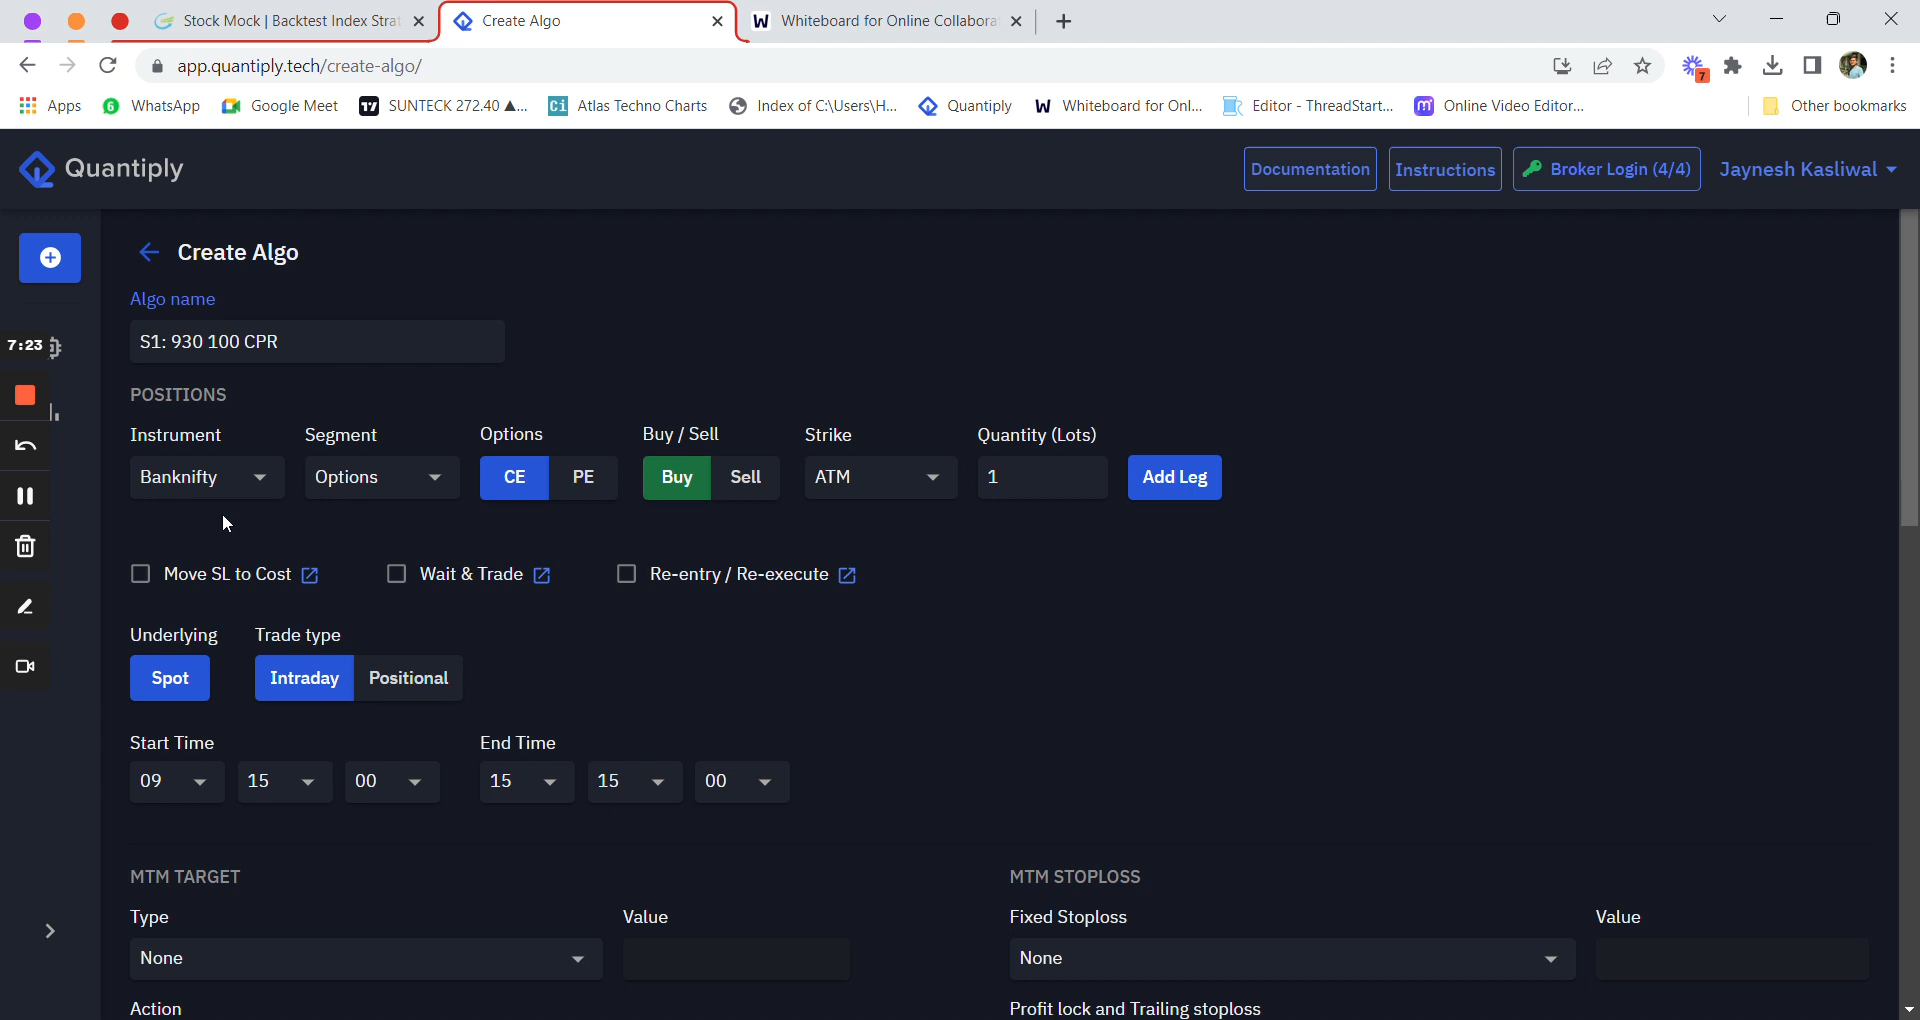 Stock Mock | Backtest Index Strat
Create Algo
W Whiteboard for Online Collabora
app.quantiply.tech/create-algo/
7
Apps
6 WhatsApp
Google Meet
17 SUNTECK 272.40 ▲...
Ci Atlas Techno Charts
Index of C:\Users\H...
Quantiply
W Whiteboard for Onl...
Editor - ThreadStart...
m Online Video Editor...
Other bookmarks
Quantiply
Documentation
Instructions
Broker Login (4/4)
Jaynesh Kasliwal
Create Algo
Algo name
S1: 930 100 CPR
7:23
POSITIONS
Instrument Segment Options Buy / Sell Strike Quantity (Lots)
Banknifty Options CE PE Buy Sell ATM 1 Add Leg
Move SL to Cost Wait & Trade Re-entry / Re-execute
Underlying Trade type
Spot Intraday Positional
Start Time End Time
09 15 00 15 15 00
MTM TARGET
MTM STOPLOSS
Type Value
Fixed Stoploss Value
None
None
Action
Profit lock and Trailing stoploss